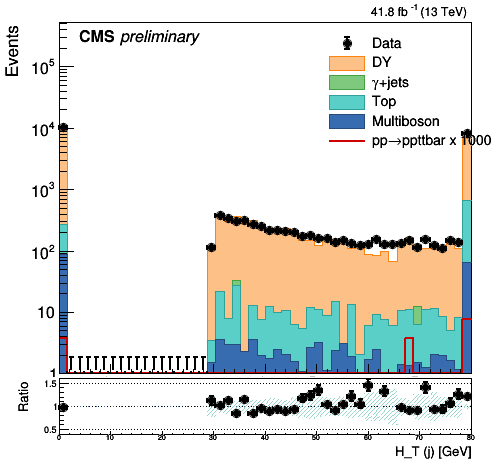 41.8 fb⁻¹ (13 TeV)
CMS preliminary
Events
Data
DY
γ+jets
Top
Multiboson
pp→ppttbar x 1000
10⁵
10⁴
10³
10²
10
1
Ratio
1.5
1
0.5
0 10 20 30 40 50 60 70 80
H_T (j) [GeV]